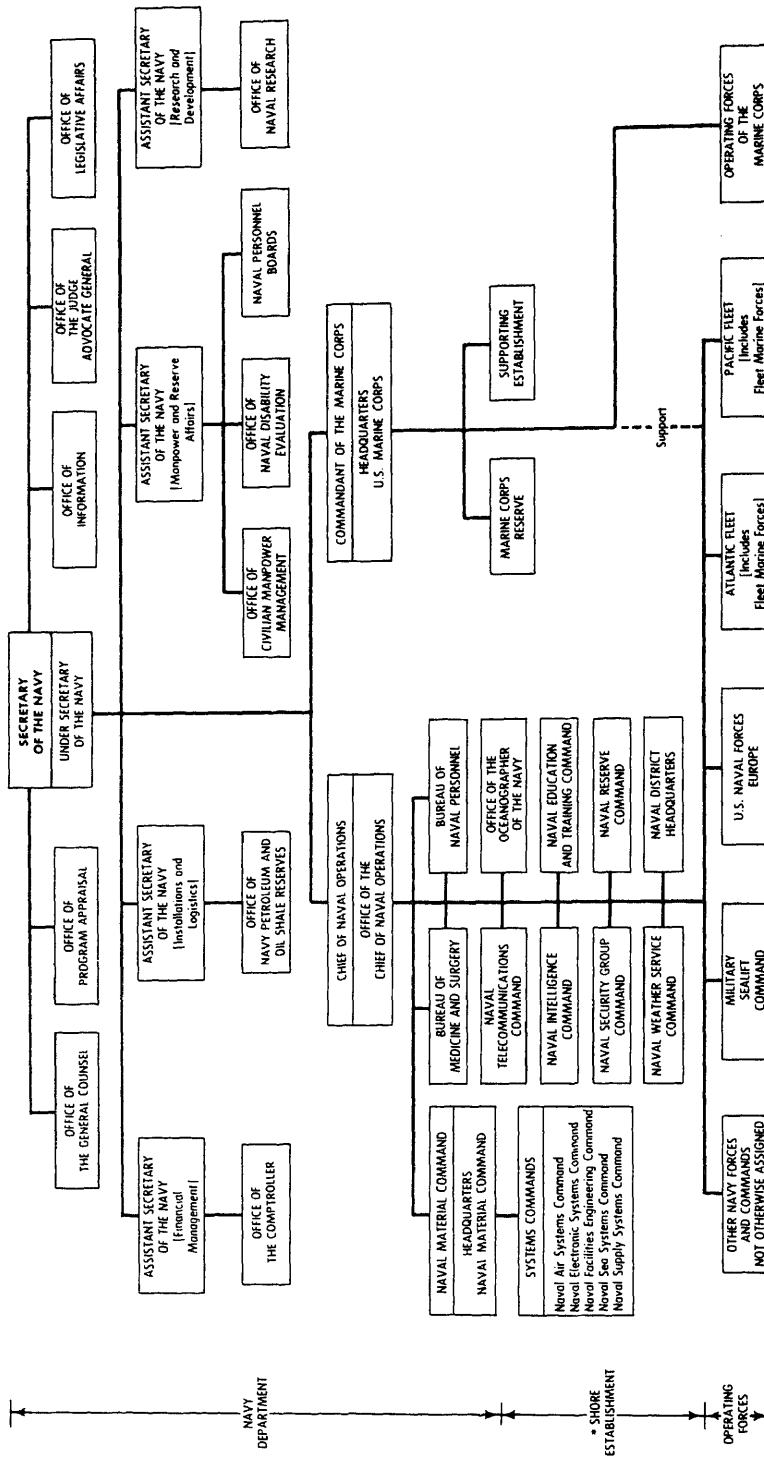 SECRETARY
OF THE NAVY
UNDER SECRETARY
OF THE NAVY
OFFICE OF
THE GENERAL COUNSEL
OFFICE OF
PROGRAM APPRAISAL
OFFICE OF
INFORMATION
OFFICE OF
THE JUDGE
ADVOCATE GENERAL
OFFICE OF
LEGISLATIVE AFFAIRS
ASSISTANT SECRETARY
OF THE NAVY
[Financial
Management]
ASSISTANT SECRETARY
OF THE NAVY
[Installations and
Logistics]
ASSISTANT SECRETARY
OF THE NAVY
[Manpower and Reserve
Affairs]
ASSISTANT SECRETARY
OF THE NAVY
[Research and
Development]
OFFICE OF
THE COMPTROLLER
OFFICE OF
NAVY PETROLEUM AND
OIL SHALE RESERVES
OFFICE OF
CIVILIAN MANPOWER
MANAGEMENT
OFFICE OF
NAVAL DISABILITY
EVALUATION
NAVAL PERSONNEL
BOARDS
OFFICE OF
NAVAL RESEARCH
NAVY
DEPARTMENT
CHIEF OF NAVAL OPERATIONS
OFFICE OF THE
CHIEF OF NAVAL OPERATIONS
COMMANDANT OF THE MARINE CORPS
HEADQUARTERS
U.S. MARINE CORPS
NAVAL MATERIAL COMMAND
HEADQUARTERS
NAVAL MATERIAL COMMAND
BUREAU OF
MEDICINE AND SURGERY
BUREAU OF
NAVAL PERSONNEL
MARINE CORPS
RESERVE
SUPPORTING
ESTABLISHMENT
SYSTEMS COMMANDS
Naval Air Systems Command
Naval Electronic Systems Command
Naval Facilities Engineering Command
Naval Sea Systems Command
Naval Supply Systems Command
NAVAL
TELECOMMUNICATIONS
COMMAND
OFFICE OF THE
OCEANOGRAPHER
OF THE NAVY
NAVAL INTELLIGENCE
COMMAND
NAVAL EDUCATION
AND TRAINING COMMAND
NAVAL SECURITY GROUP
COMMAND
NAVAL RESERVE
COMMAND
NAVAL WEATHER SERVICE
COMMAND
NAVAL DISTRICT
HEADQUARTERS
* SHORE
ESTABLISHMENT
Support
OPERATING
FORCES
OTHER NAVY FORCES
AND COMMANDS
NOT OTHERWISE ASSIGNED
MILITARY
SEALIFT
COMMAND
U.S. NAVAL FORCES
EUROPE
ATLANTIC FLEET
[Includes
Fleet Marine Forces]
PACIFIC FLEET
[Includes
Fleet Marine Forces]
OPERATING FORCES
OF THE
MARINE CORPS